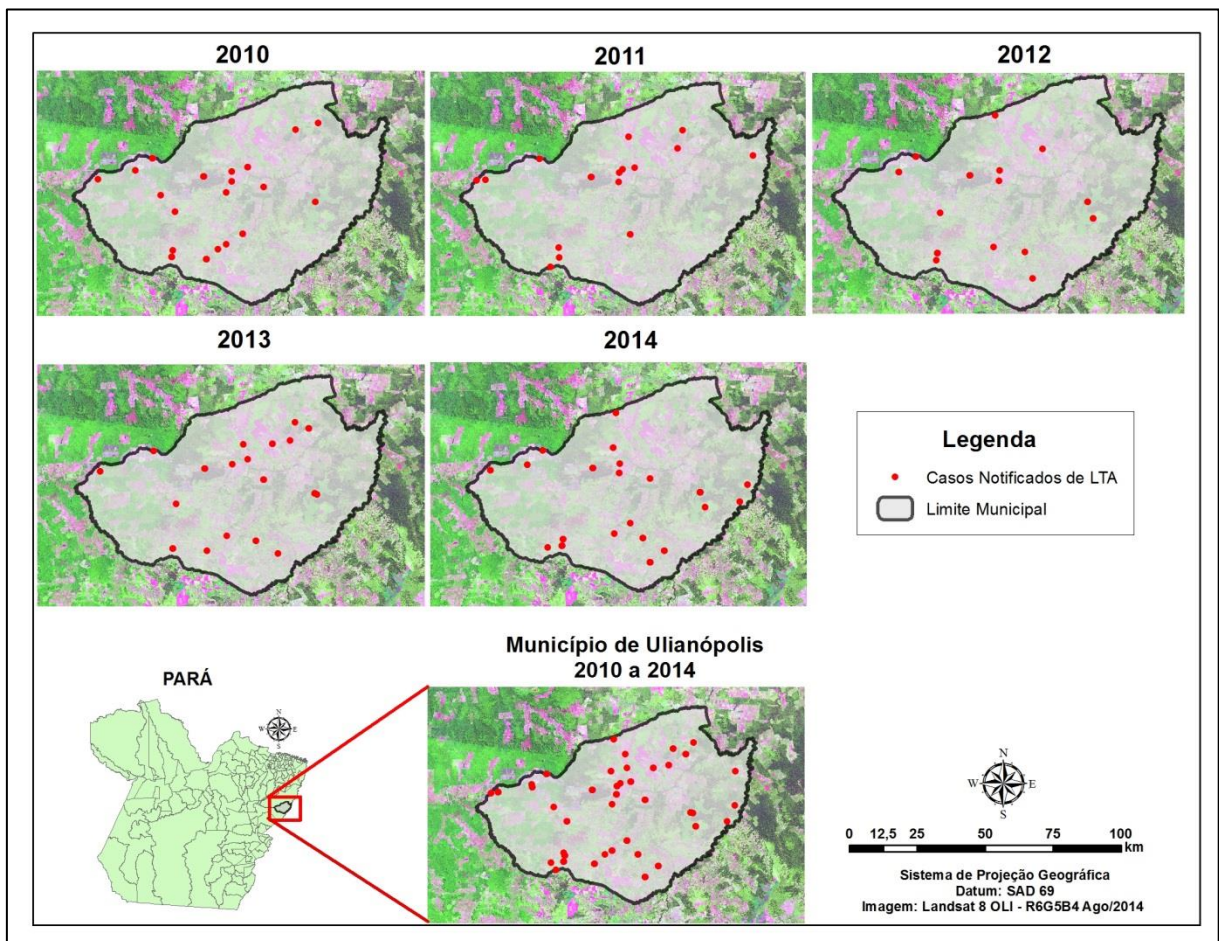 2010
2011
2012
2013
2014
Legenda
Casos Notificados de LTA
Limite Municipal
Município de Ulianópolis
2010 a 2014
PARÁ
N
W E
S
N
W E
S
0 12,5 25 50 75 100
km
Sistema de Projeção Geográfica
Datum: SAD 69
Imagem: Landsat 8 OLI - R6G5B4 Ago/2014